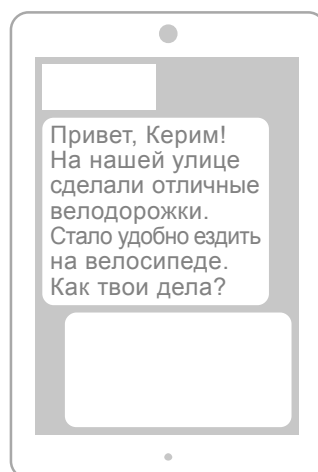 Привет, Керим!
На нашей улице
сделали отличные
велодорожки.
Стало удобно ездить
на велосипеде.
Как твои дела?